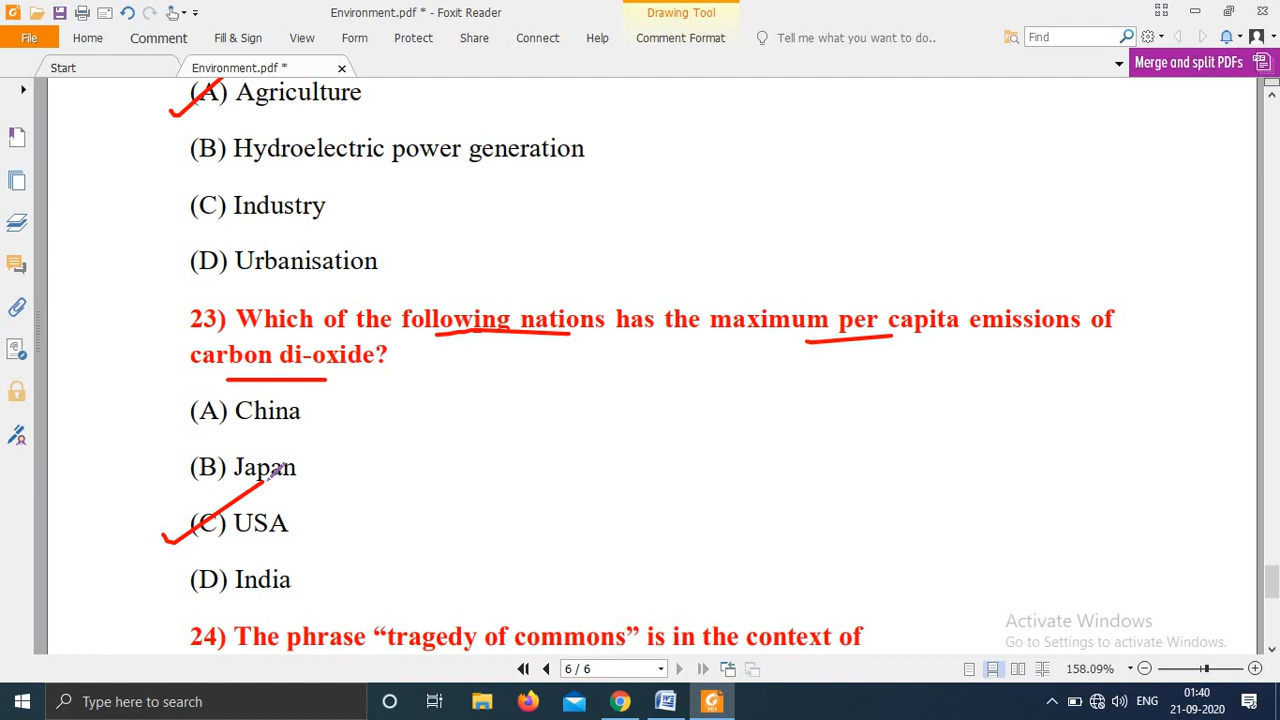 Environment.pdf * - Foxit Reader
Drawing Tool
File
Home
Comment
Fill & Sign
View
Form
Protect
Share
Connect
Help
Comment Format
Tell me what you want to do..
Find
Start
Environment.pdf *
Merge and split PDFs
(A) Agriculture
(B) Hydroelectric power generation
(C) Industry
(D) Urbanisation
23) Which of the following nations has the maximum per capita emissions of
carbon di-oxide?
(A) China
(B) Japan
(C) USA
(D) India
24) The phrase “tragedy of commons” is in the context of
Activate Windows
Go to Settings to activate Windows.
6 / 6
158.09%
Type here to search
ENG
01:40
21-09-2020